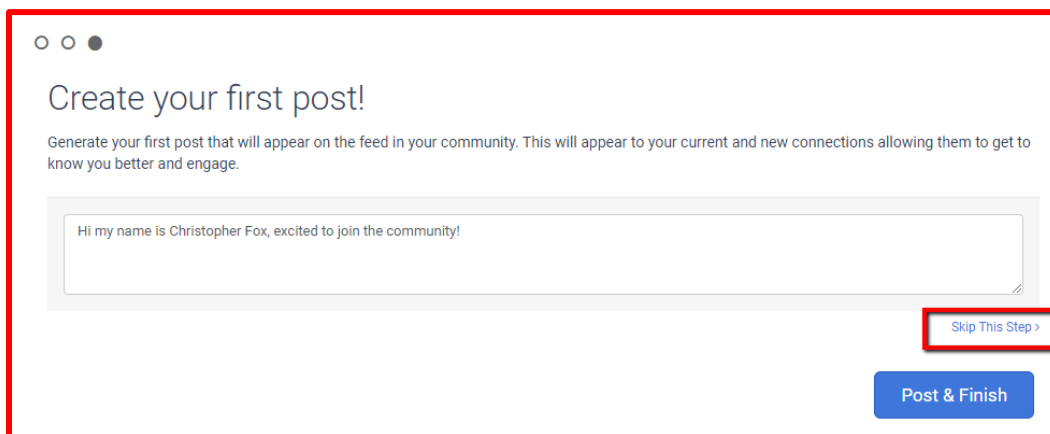 Create your first post!
Generate your first post that will appear on the feed in your community. This will appear to your current and new connections allowing them to get to
know you better and engage.
Hi my name is Christopher Fox, excited to join the community!
Skip This Step >
Post & Finish